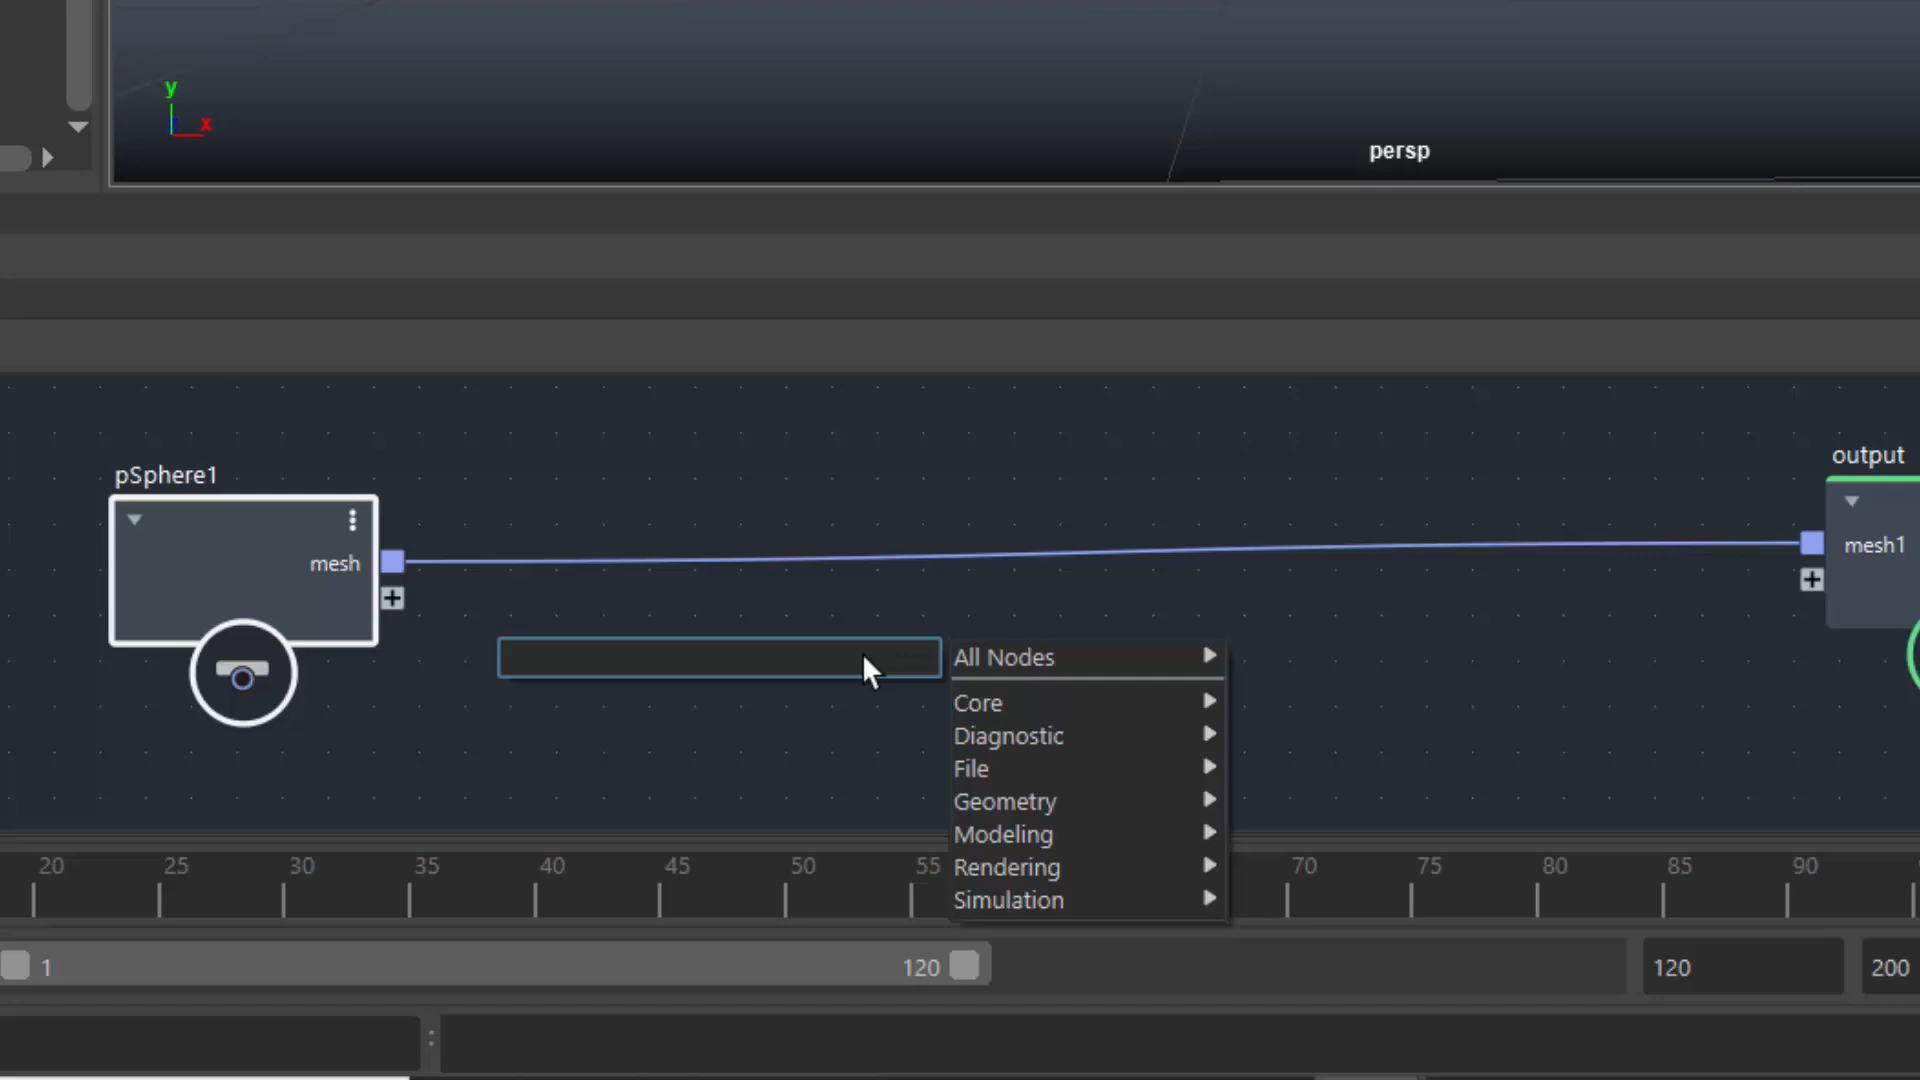 y
x
persp
pSphere1
mesh
output
mesh1
All Nodes
Core
Diagnostic
File
Geometry
Modeling
Rendering
Simulation
20 25 30 35 40 45 50 55 70 75 80 85 90
1 120 120 200
: